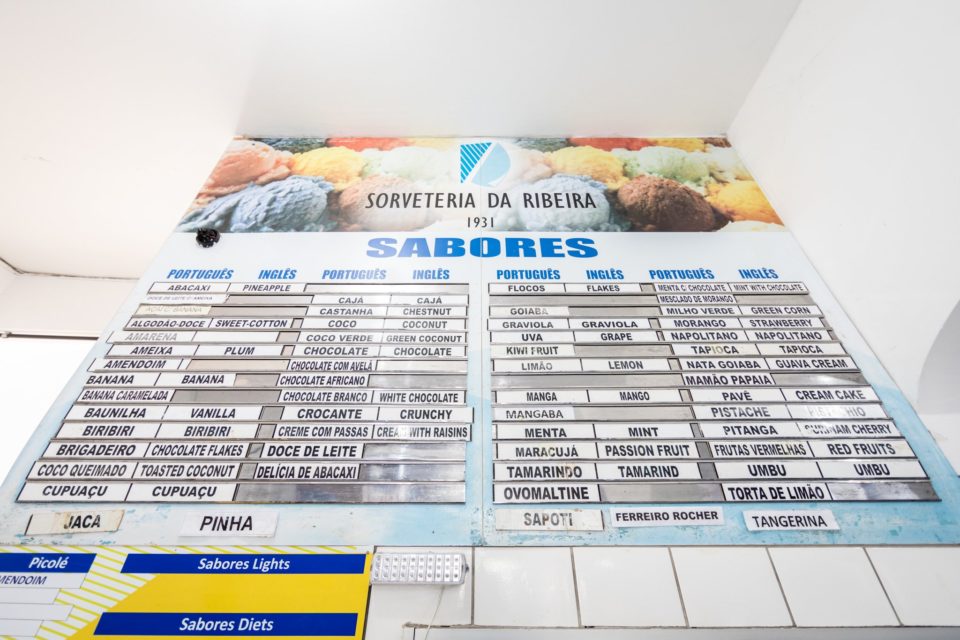 SORVETERIA DA RIBEIRA
1931
SABORES
PORTUGUÊS INGLÊS PORTUGUÊS INGLÊS
ABACAXI PINEAPPLE
DOCE DE LEITE C/ AMEIXA CAJÁ CAJÁ
AÇAÍ C/ BANANA CASTANHA CHESTNUT
ALGODÃO-DOCE SWEET-COTTON COCO COCONUT
AMARENA COCO VERDE GREEN COCONUT
AMEIXA PLUM CHOCOLATE CHOCOLATE
AMENDOIM CHOCOLATE COM AVELÃ
BANANA BANANA CHOCOLATE AFRICANO
BANANA CARAMELADA CHOCOLATE BRANCO WHITE CHOCOLATE
BAUNILHA VANILLA CROCANTE CRUNCHY
BIRIBIRI BIRIBIRI CREME COM PASSAS WITH RAISINS
BRIGADEIRO CHOCOLATE FLAKES DOCE DE LEITE
COCO QUEIMADO TOASTED COCONUT DELÍCIA DE ABACAXI
CUPUAÇU CUPUAÇU
JACA PINHA
PORTUGUÊS INGLÊS PORTUGUÊS INGLÊS
FLOCOS FLAKES MENTA C/ CHOCOLATE MINT WITH CHOCOLATE
MESCLADO DE MORANGO
GOIABA MILHO VERDE GREEN CORN
GRAVIOLA GRAVIOLA MORANGO STRAWBERRY
UVA GRAPE NAPOLITANO NAPOLITANO
KIWI FRUIT TAPIOCA TAPIOCA
LIMÃO LEMON NATA GOIABA GUAVA CREAM
MAMÃO PAPAIA
MANGA MANGO PAVÊ CREAM CAKE
MANGABA PISTACHE
MENTA MINT PITANGA CHERRY
MARACUJÁ PASSION FRUIT FRUTAS VERMELHAS RED FRUITS
TAMARINDO TAMARIND UMBU UMBU
OVOMALTINE TORTA DE LIMÃO
SAPOTI FERREIRO ROCHER TANGERINA
Picolé Sabores Lights
MENDOIM
Sabores Diets